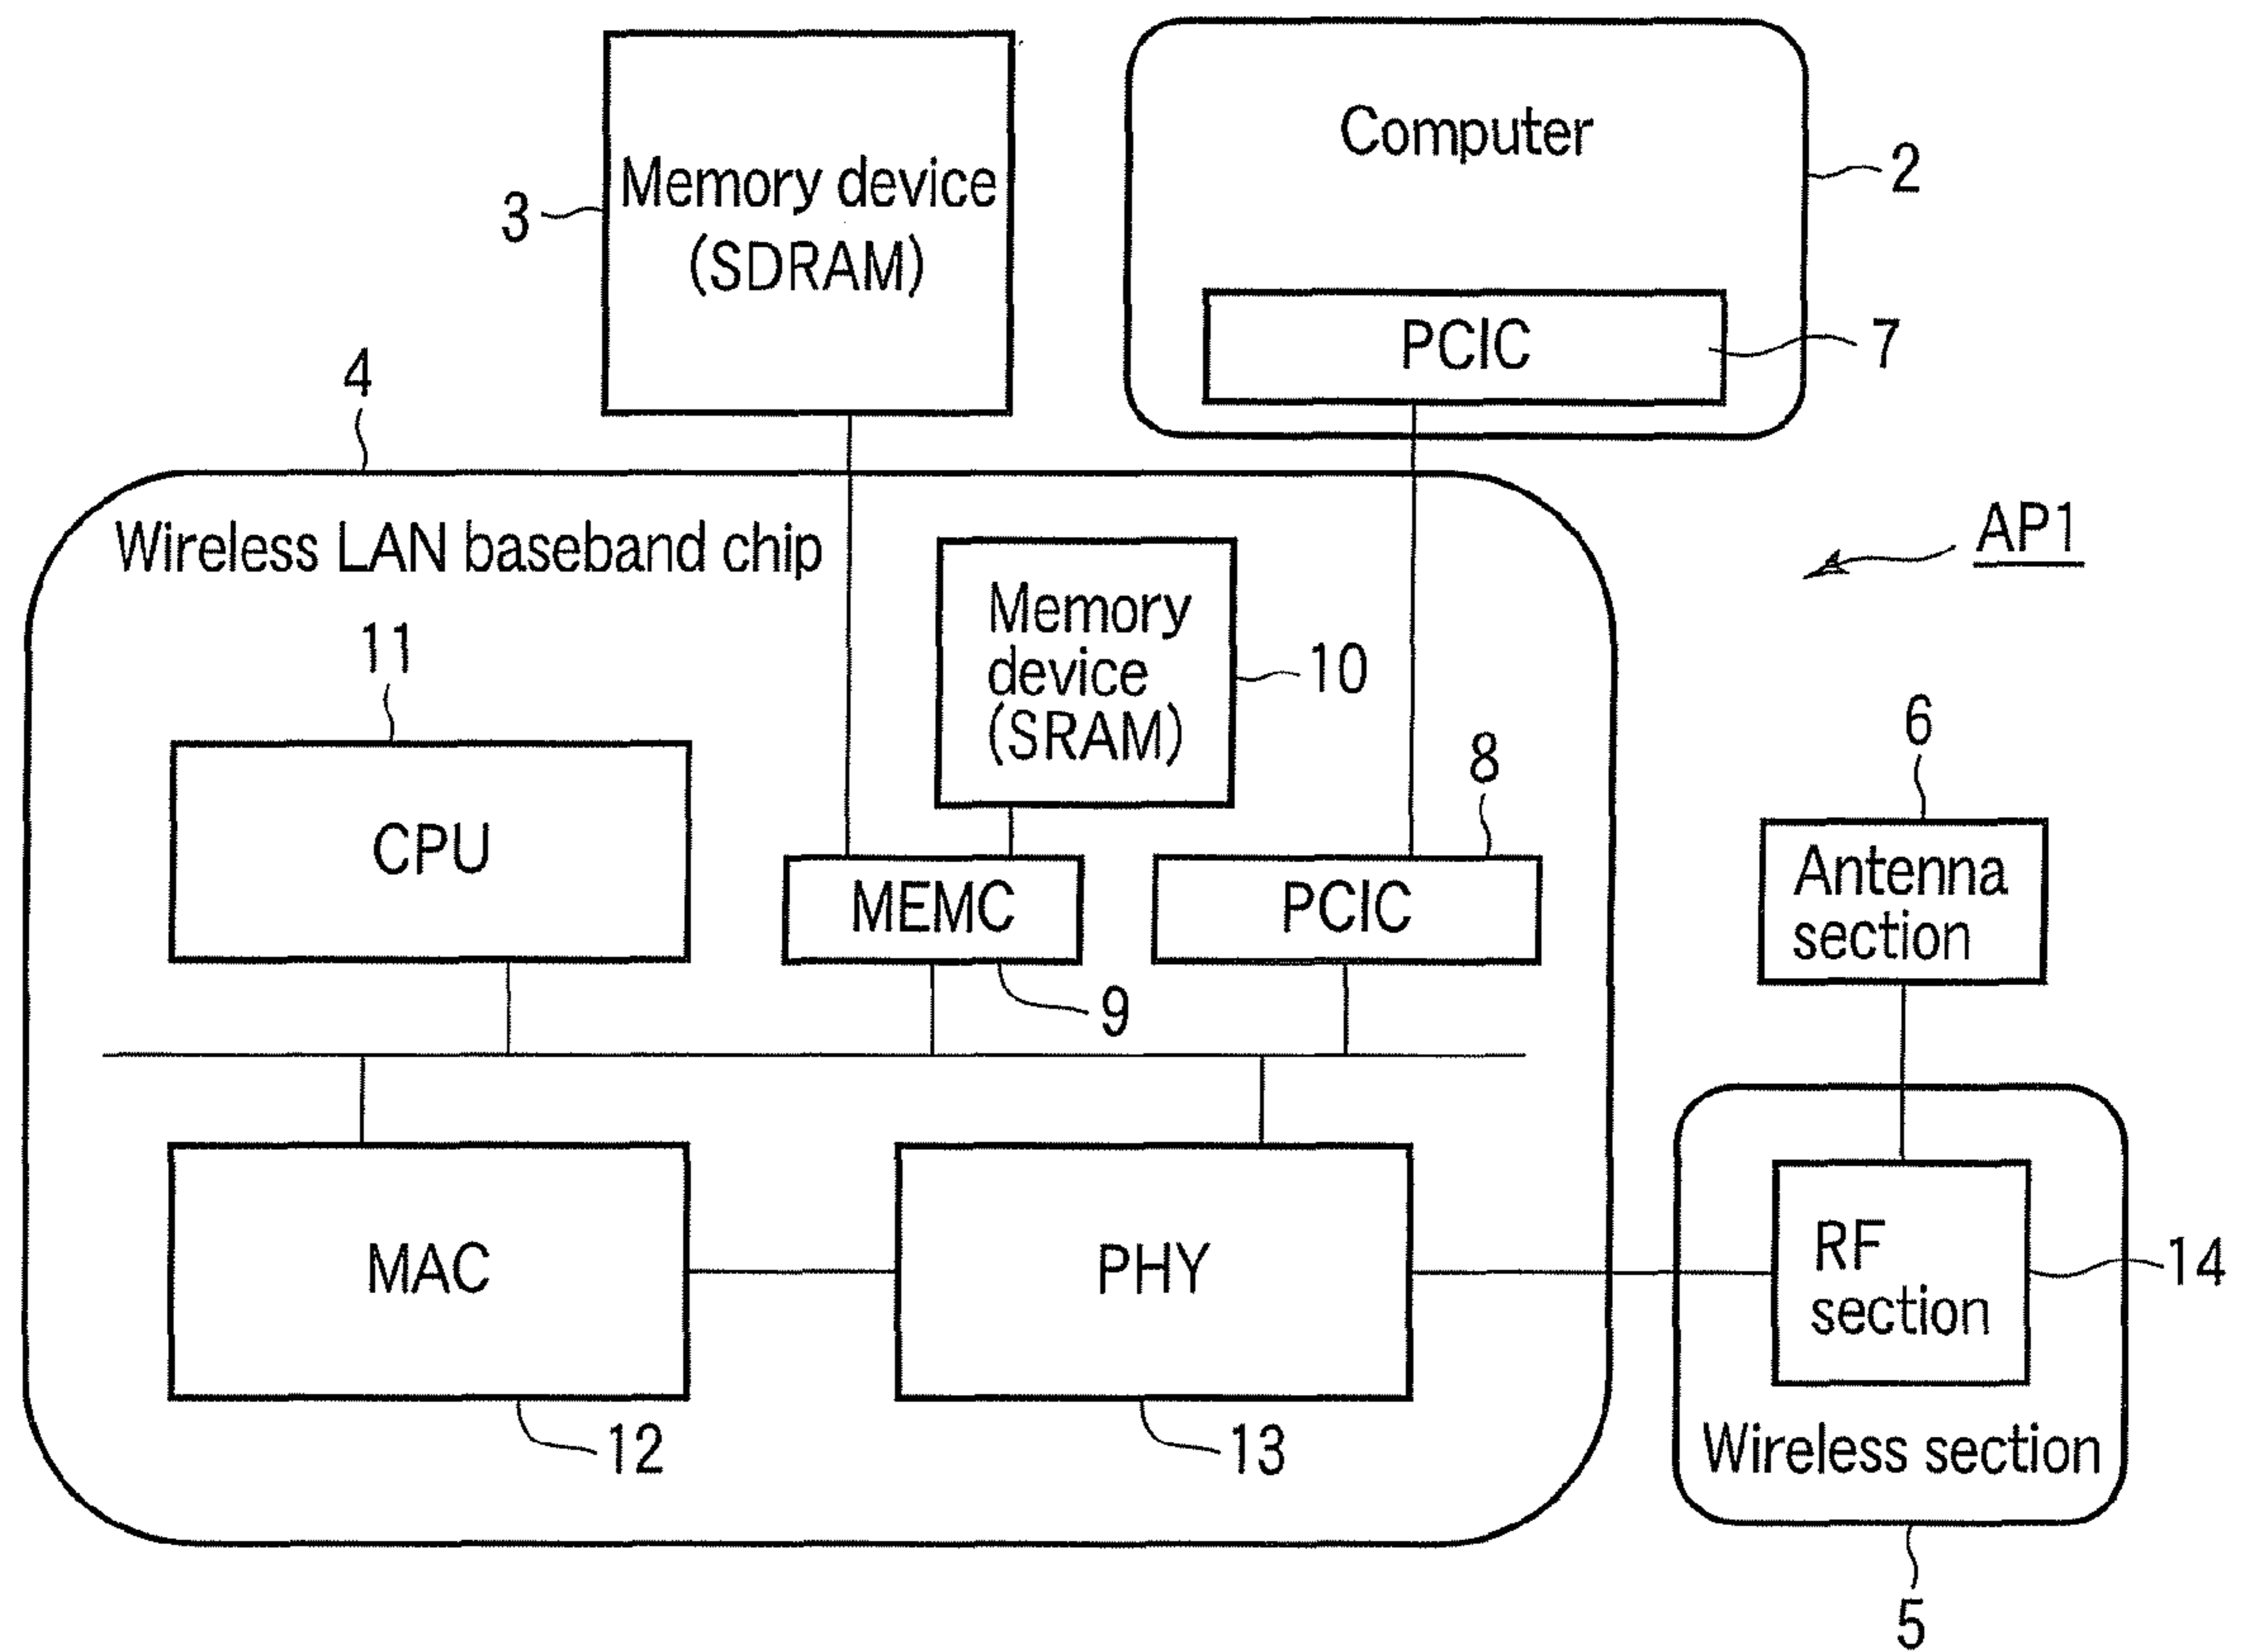 Memory device
(SDRAM)
3
Computer
2
PCIC
7
4
Wireless LAN baseband chip
AP1
Memory
device
(SRAM)
10
11
CPU
8
MEMC
PCIC
9
6
Antenna
section
MAC
PHY
RF
section
14
12
13
Wireless section
5